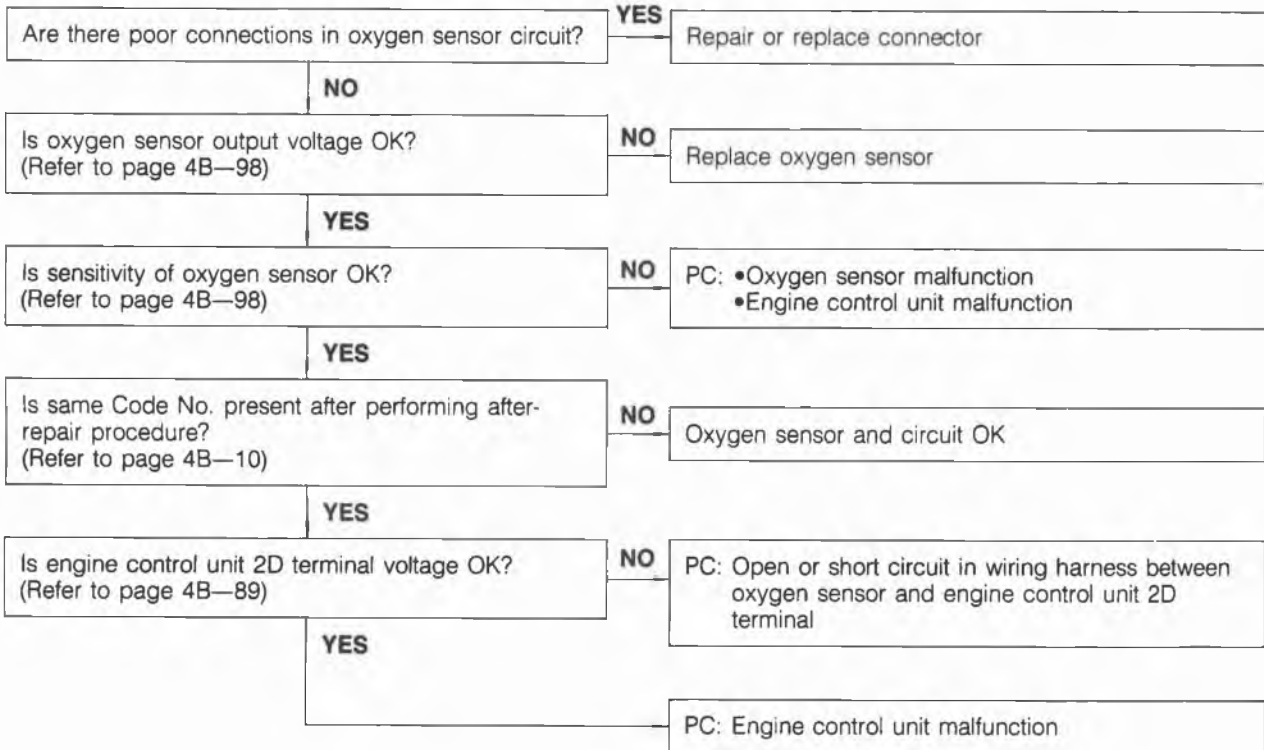 Are there poor connections in oxygen sensor circuit?
YES
Repair or replace connector
NO
Is oxygen sensor output voltage OK?
(Refer to page 4B—98)
NO
Replace oxygen sensor
YES
Is sensitivity of oxygen sensor OK?
(Refer to page 4B—98)
NO
PC: •Oxygen sensor malfunction
•Engine control unit malfunction
YES
Is same Code No. present after performing after-
repair procedure?
(Refer to page 4B—10)
NO
Oxygen sensor and circuit OK
YES
Is engine control unit 2D terminal voltage OK?
(Refer to page 4B—89)
NO
PC: Open or short circuit in wiring harness between
oxygen sensor and engine control unit 2D
terminal
YES
PC: Engine control unit malfunction